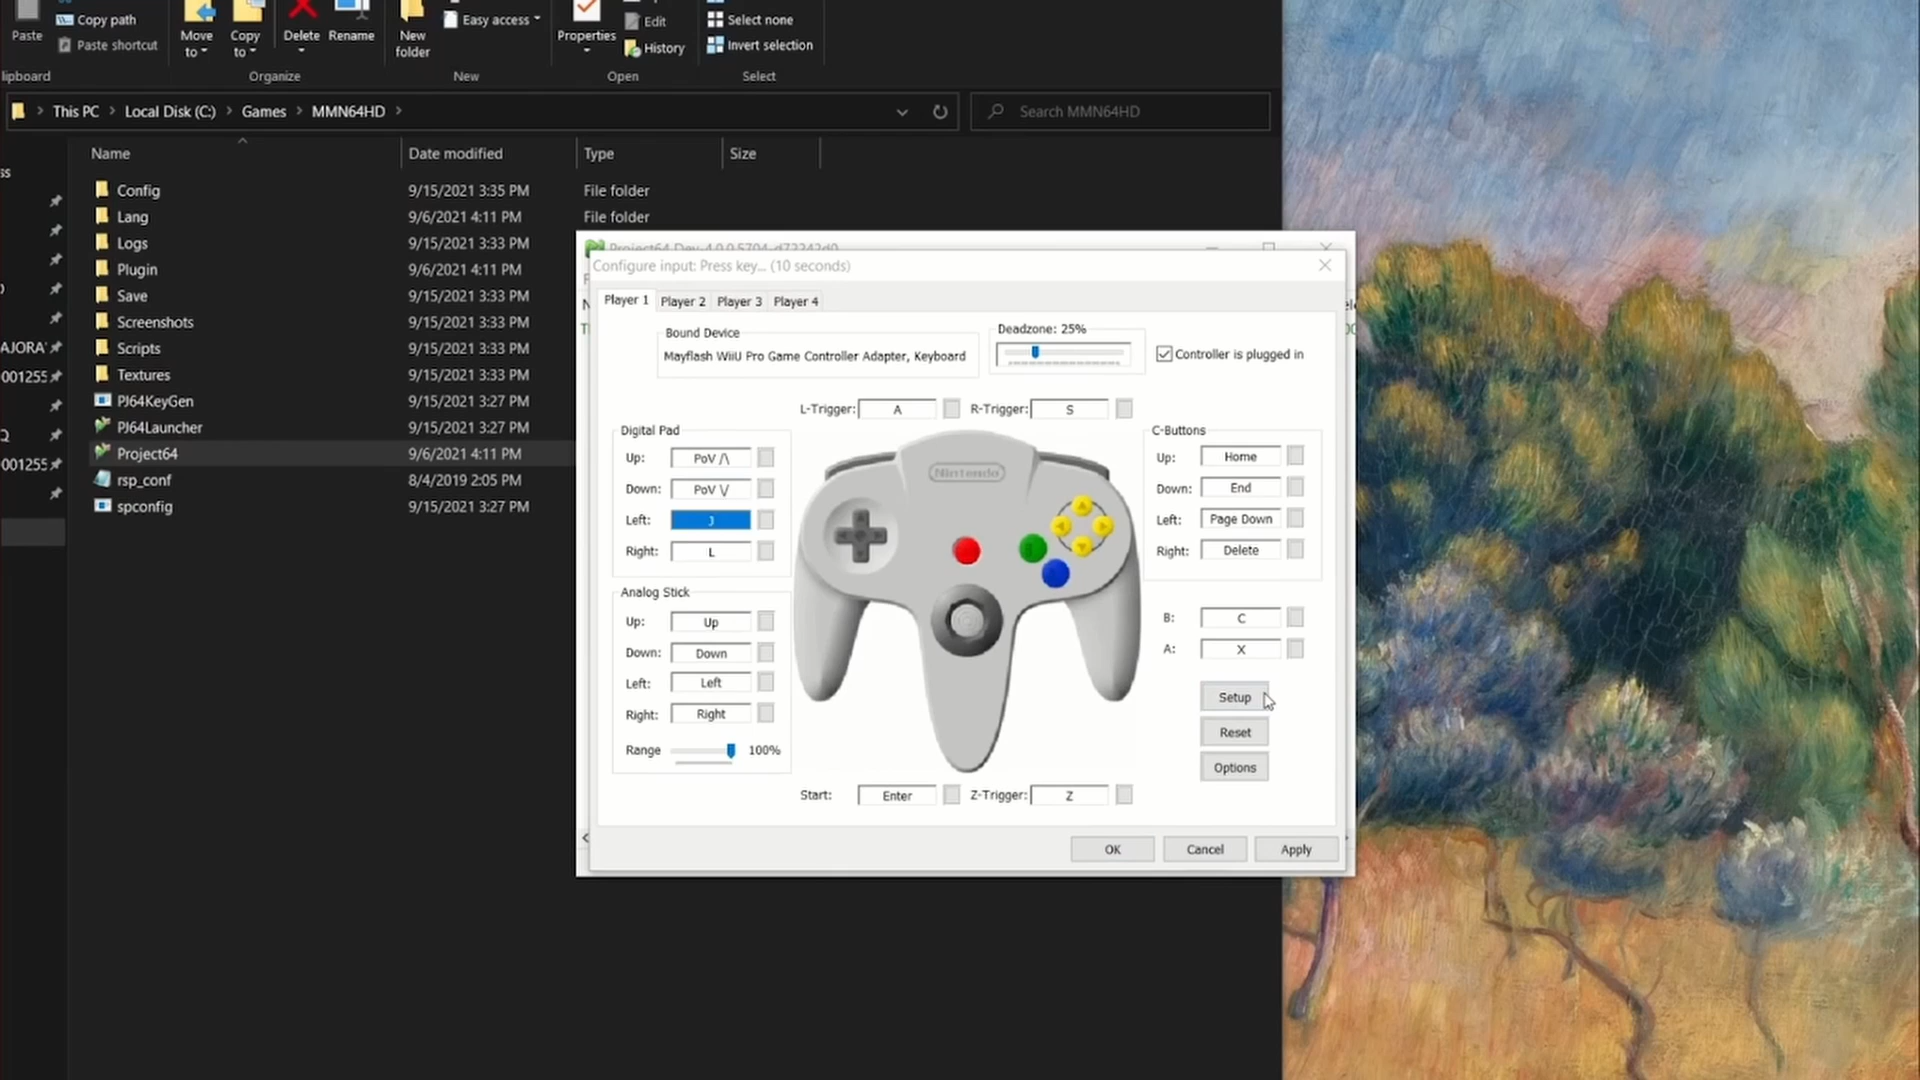 Copy path
Paste shortcut
Paste
Move
to
Copy
to
Delete
Rename
New
folder
Easy access
Properties
Edit
History
Select none
Invert selection
lipboard
Organize
New
Open
Select
This PC
Local Disk (C:)
Games
MMN64HD
Search MMN64HD
Name
Date modified
Type
Size
Config 9/15/2021 3:35 PM File folder
Lang 9/6/2021 4:11 PM File folder
Logs 9/15/2021 3:33 PM
Plugin 9/6/2021 4:11 PM
Save 9/15/2021 3:33 PM
Screenshots 9/15/2021 3:33 PM
Scripts 9/15/2021 3:33 PM
Textures 9/15/2021 3:33 PM
PJ64KeyGen 9/15/2021 3:27 PM
PJ64Launcher 9/15/2021 3:27 PM
Project64 9/6/2021 4:11 PM
rsp_conf 8/4/2019 2:05 PM
spconfig 9/15/2021 3:27 PM
ss
AJORA'
001255
Q
001255
Configure input: Press key... (10 seconds)
Player 1 Player 2 Player 3 Player 4
Bound Device
Mayflash WiiU Pro Game Controller Adapter, Keyboard
Deadzone: 25%
Controller is plugged in
L-Trigger: A
R-Trigger: S
Digital Pad
Up: PoV /\
Down: PoV \/
Left: J
Right: L
Analog Stick
Up: Up
Down: Down
Left: Left
Right: Right
Range 100%
Nintendo
C-Buttons
Up: Home
Down: End
Left: Page Down
Right: Delete
B: C
A: X
Setup
Reset
Options
Start: Enter
Z-Trigger: Z
OK
Cancel
Apply